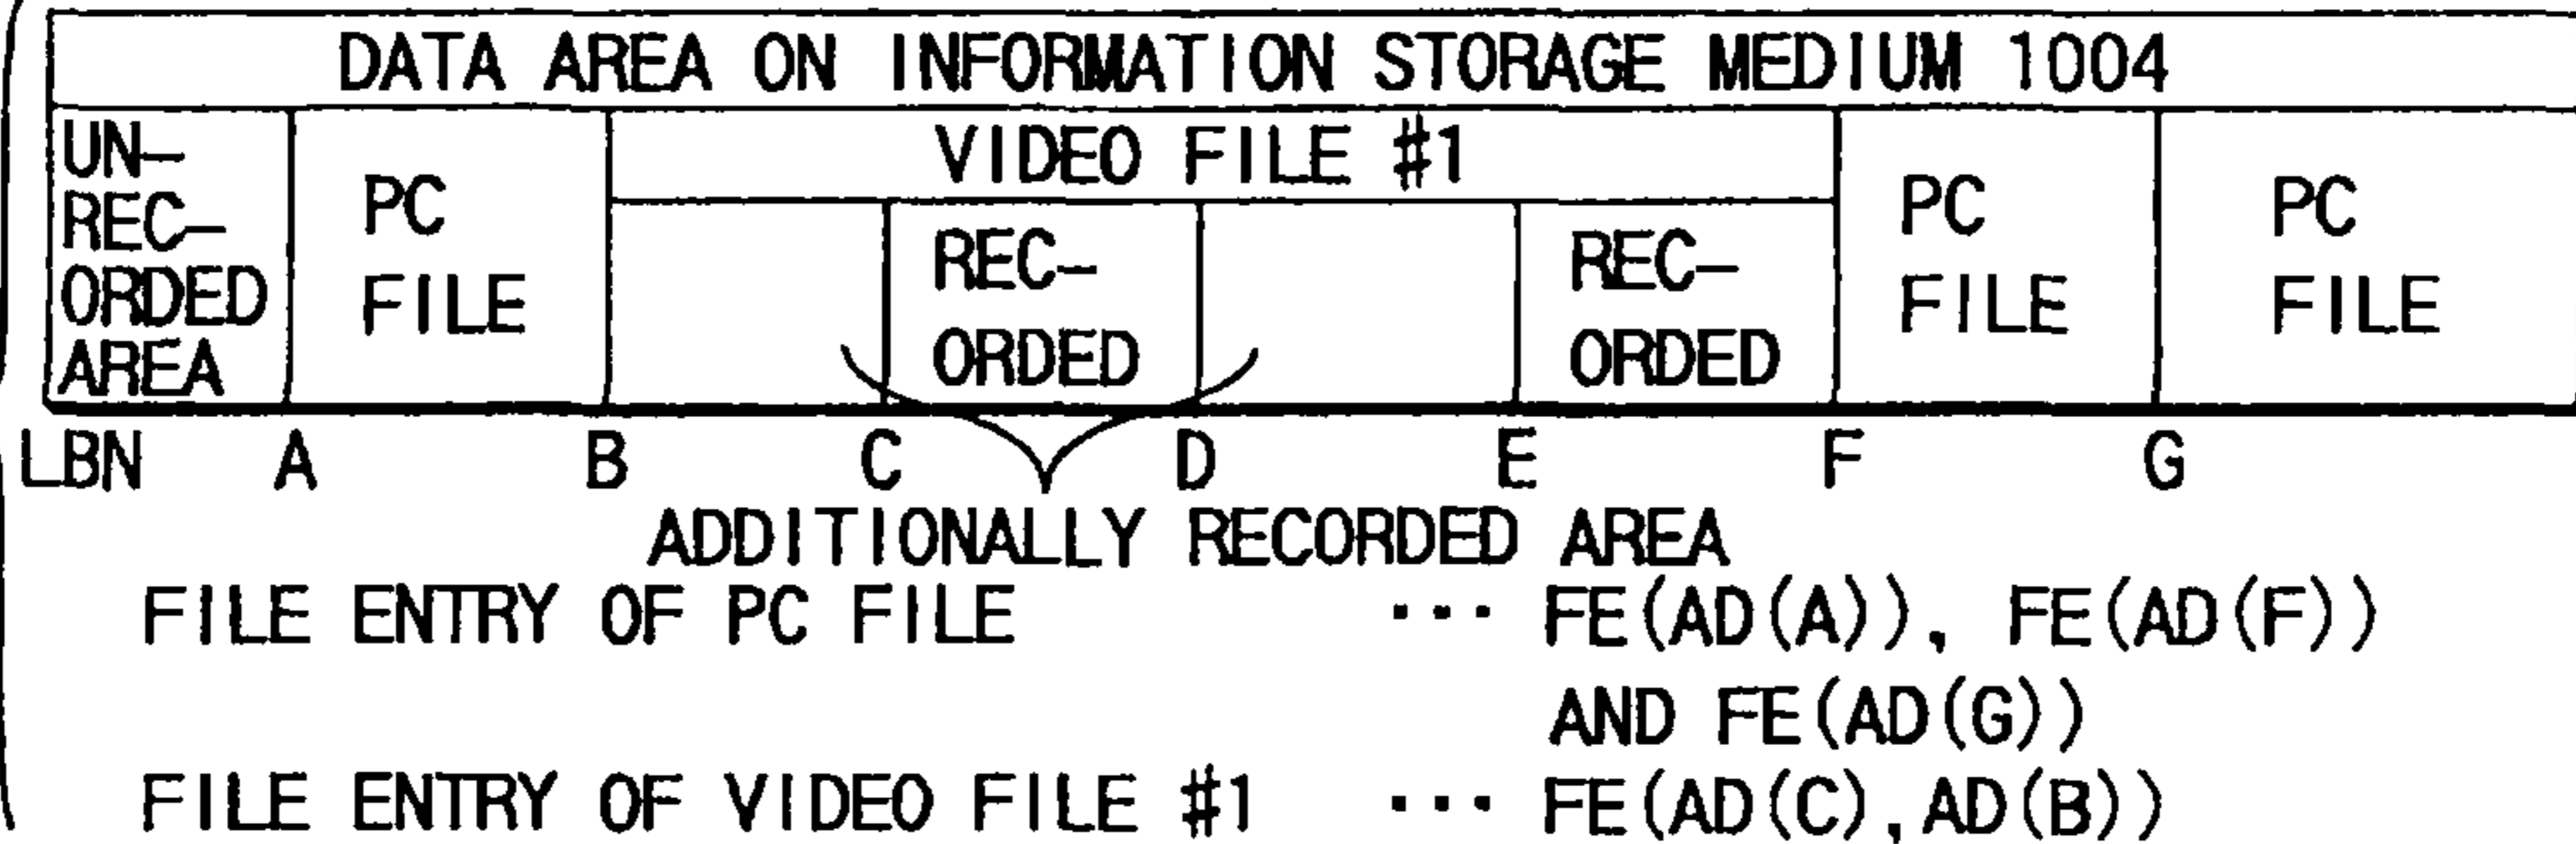 DATA AREA ON INFORMATION STORAGE MEDIUM 1004
UN-
REC-
ORDED
AREA
PC
FILE
VIDEO FILE #1
REC-
ORDED
REC-
ORDED
PC
FILE
PC
FILE
LBN A B C D E F G
ADDITIONALLY RECORDED AREA
FILE ENTRY OF PC FILE ··· FE(AD(A)), FE(AD(F))
AND FE(AD(G))
FILE ENTRY OF VIDEO FILE #1 ··· FE(AD(C),AD(B))